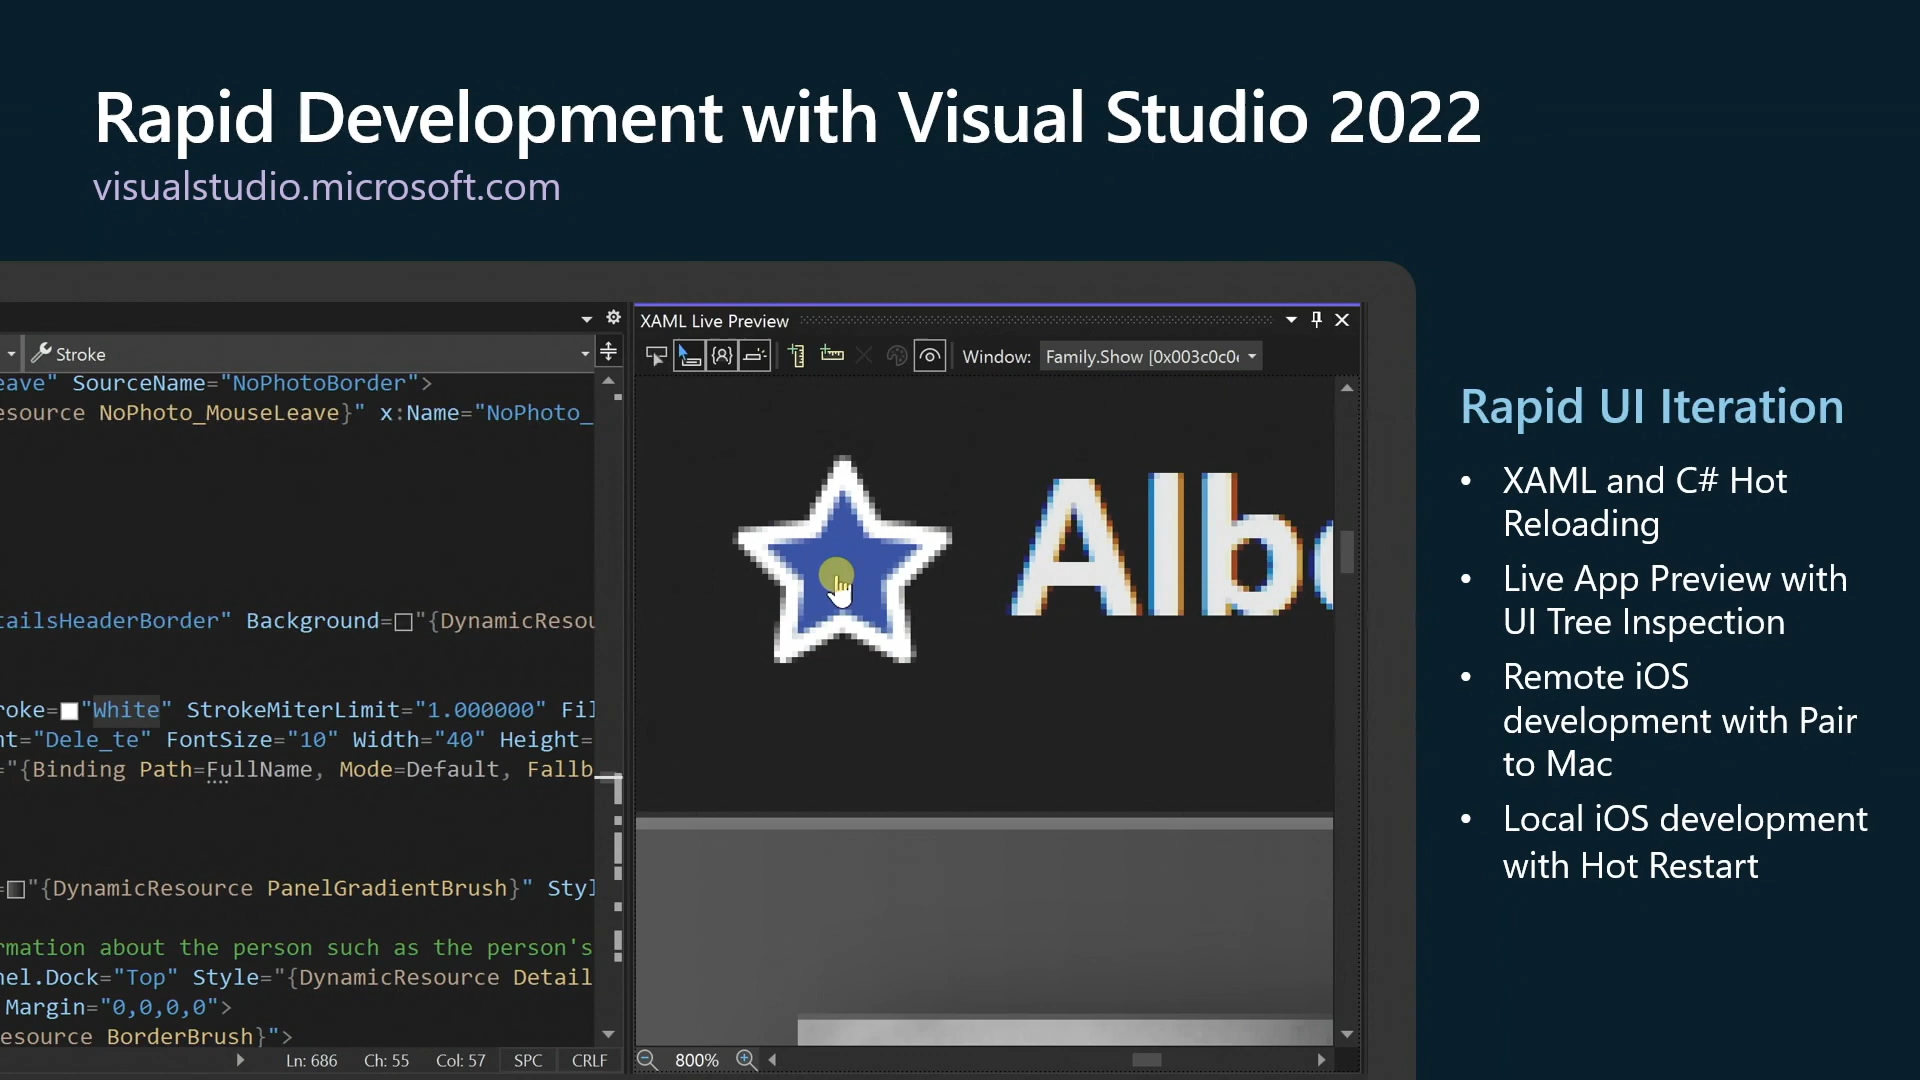 Rapid Development with Visual Studio 2022
visualstudio.microsoft.com
Stroke
eave" SourceName="NoPhotoBorder">
esource NoPhoto_MouseLeave}" x:Name="NoPhoto_
tailsHeaderBorder" Background="{DynamicResou
roke="White" StrokeMiterLimit="1.000000" Fil
nt="Dele_te" FontSize="10" Width="40" Height=
="{Binding Path=FullName, Mode=Default, Fallb
="{DynamicResource PanelGradientBrush}" Styl
rmation about the person such as the person's
nel.Dock="Top" Style="{DynamicResource Detail
Margin="0,0,0,0">
esource BorderBrush}">
Ln: 686 Ch: 55 Col: 57 SPC CRLF
XAML Live Preview
Window: Family.Show [0x003c0c0
Albe
800%
Rapid UI Iteration
• XAML and C# Hot
Reloading
• Live App Preview with
UI Tree Inspection
• Remote iOS
development with Pair
to Mac
• Local iOS development
with Hot Restart